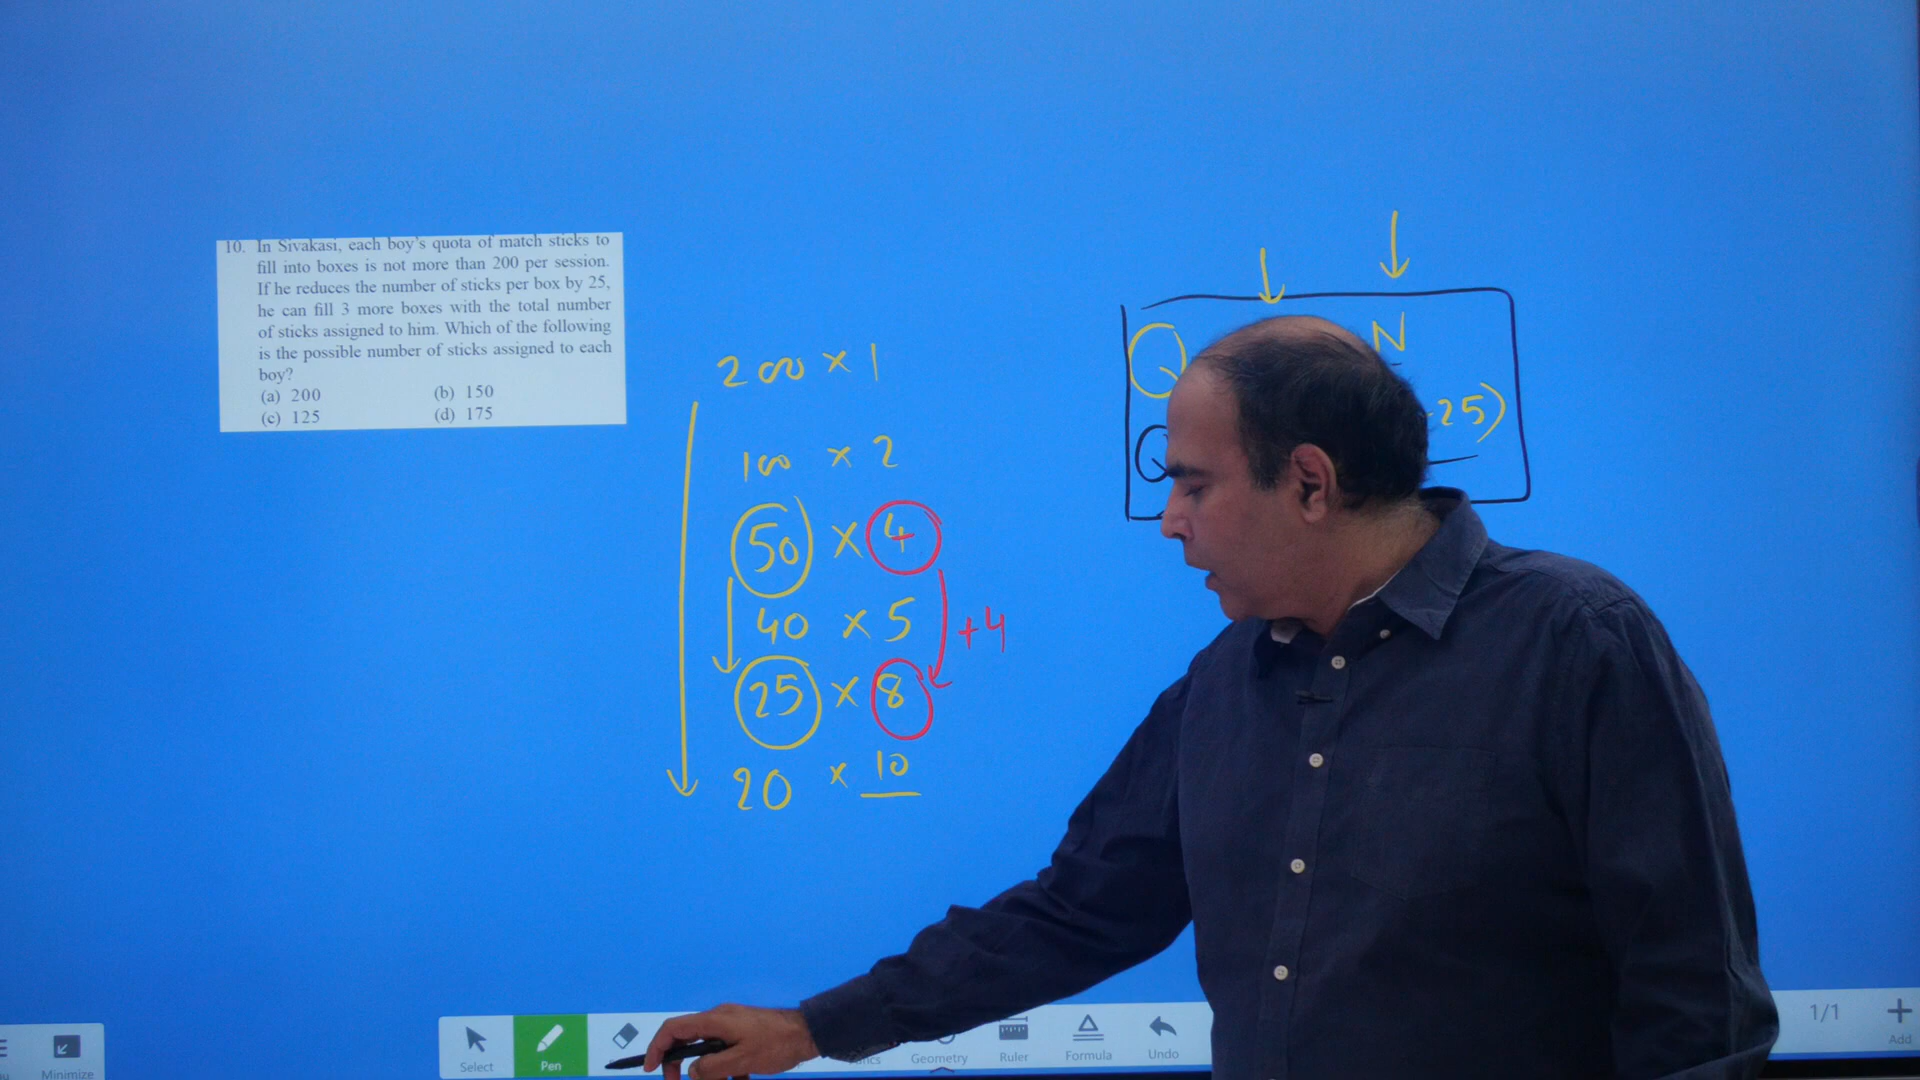 10. In Sivakasi, each boy's quota of match sticks to
fill into boxes is not more than 200 per session.
If he reduces the number of sticks per box by 25,
he can fill 3 more boxes with the total number
of sticks assigned to him. Which of the following
is the possible number of sticks assigned to each
boy?
(a) 200 (b) 150
(c) 125 (d) 175
200 × 1
100 × 2
50 × 4
40 × 5
+4
25 × 8
20 × 10
Q N
-25)
Q
Minimize
Select
Pen
Geometry
Ruler
Formula
Undo
1/1
Add